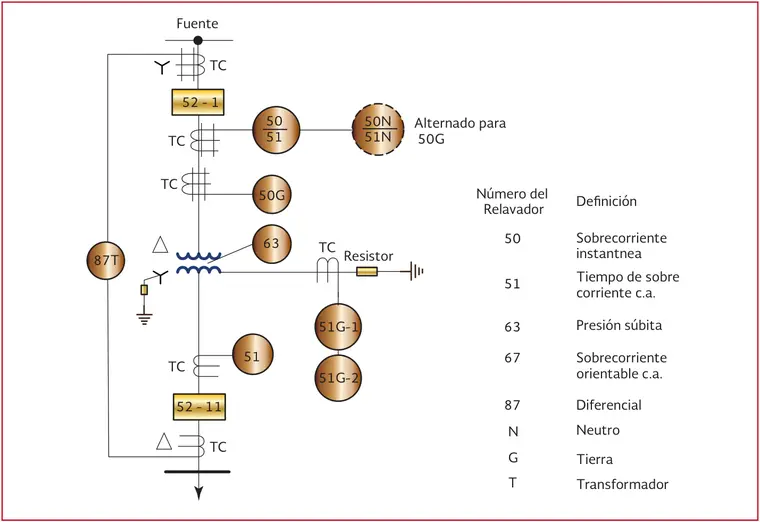 Fuente
TC
52 - 1
50
51
50N
51N
Alternado para
50G
TC
TC
50G
63
87T
TC
Resistor
51G-1
51G-2
TC
51
52 - 11
TC
Número del
Relavador
Definición
50
Sobrecorriente
instantnea
51
Tiempo de sobre
corriente c.a.
63
Presión súbita
67
Sobrecorriente
orientable c.a.
87
Diferencial
N
Neutro
G
Tierra
T
Transformador